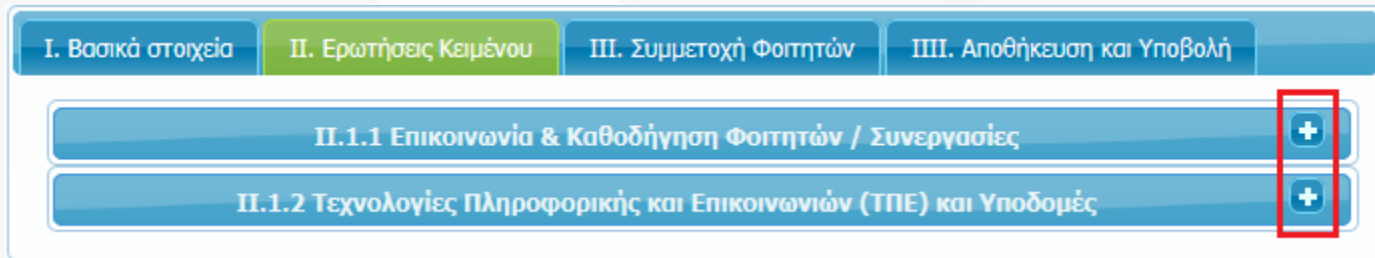 I. Βασικά στοιχεία II. Ερωτήσεις Κειμένου III. Συμμετοχή Φοιτητών IIII. Αποθήκευση και Υποβολή
II.1.1 Επικοινωνία & Καθοδήγηση Φοιτητών / Συνεργασίες
II.1.2 Τεχνολογίες Πληροφορικής και Επικοινωνιών (ΤΠΕ) και Υποδομές